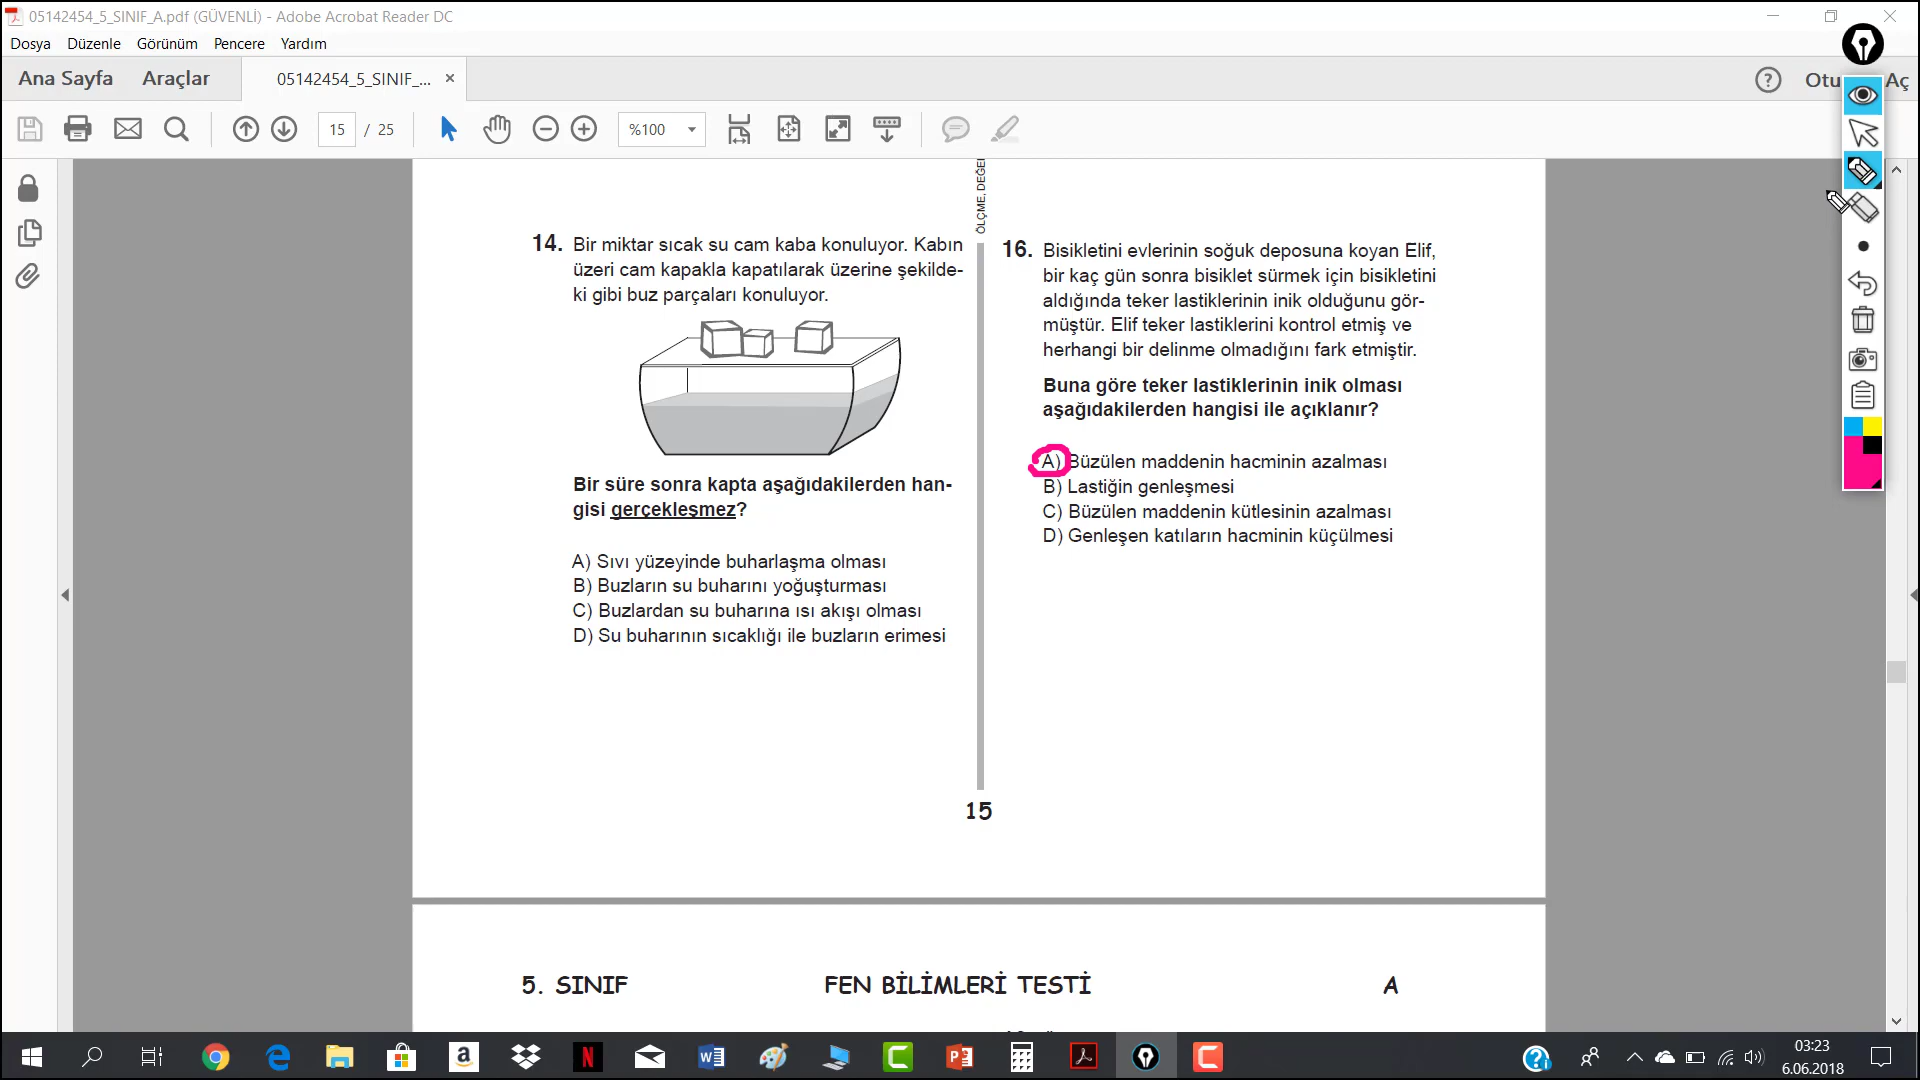 05142454_5_SINIF_A.pdf (GÜVENLİ) - Adobe Acrobat Reader DC
Dosya Düzenle Görünüm Pencere Yardım
Ana Sayfa Araçlar 05142454_5_SINIF_... × Otu Aç
15 / 25 %100
ÖLÇME, DEĞE
14. Bir miktar sıcak su cam kaba konuluyor. Kabın
üzeri cam kapakla kapatılarak üzerine şekilde-
ki gibi buz parçaları konuluyor.
Bir süre sonra kapta aşağıdakilerden han-
gisi gerçekleşmez?
A) Sıvı yüzeyinde buharlaşma olması
B) Buzların su buharını yoğuşturması
C) Buzlardan su buharına ısı akışı olması
D) Su buharının sıcaklığı ile buzların erimesi
16. Bisikletini evlerinin soğuk deposuna koyan Elif,
bir kaç gün sonra bisiklet sürmek için bisikletini
aldığında teker lastiklerinin inik olduğunu gör-
müştür. Elif teker lastiklerini kontrol etmiş ve
herhangi bir delinme olmadığını fark etmiştir.
Buna göre teker lastiklerinin inik olması
aşağıdakilerden hangisi ile açıklanır?
A) Büzülen maddenin hacminin azalması
B) Lastiğin genleşmesi
C) Büzülen maddenin kütlesinin azalması
D) Genleşen katıların hacminin küçülmesi
15
5. SINIF FEN BİLİMLERİ TESTİ A
03:23
6.06.2018